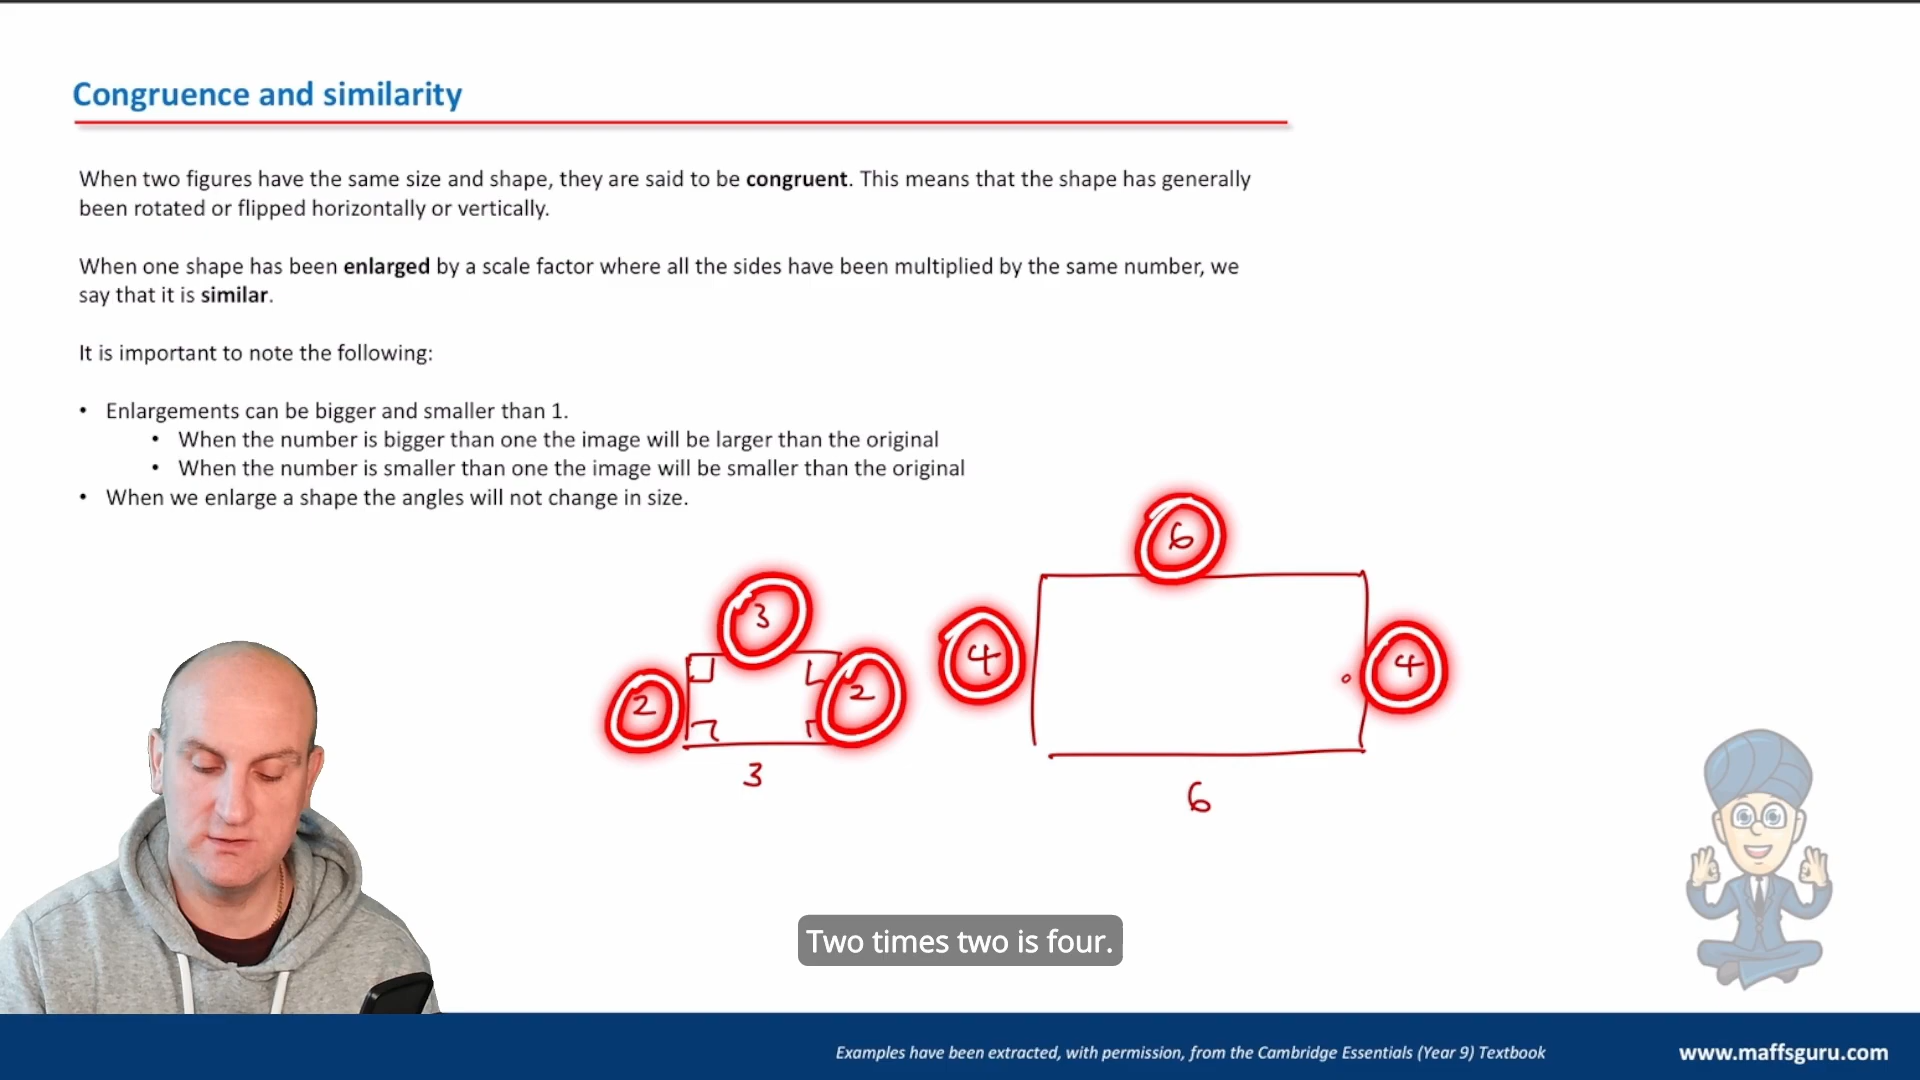 Congruence and similarity
When two figures have the same size and shape, they are said to be congruent. This means that the shape has generally
been rotated or flipped horizontally or vertically.
When one shape has been enlarged by a scale factor where all the sides have been multiplied by the same number, we
say that it is similar.
It is important to note the following:
• Enlargements can be bigger and smaller than 1.
• When the number is bigger than one the image will be larger than the original
• When the number is smaller than one the image will be smaller than the original
• When we enlarge a shape the angles will not change in size.
3
2
2
3
6
4
4
6
Two times two is four.
Examples have been extracted, with permission, from the Cambridge Essentials (Year 9) Textbook
www.maffsguru.com